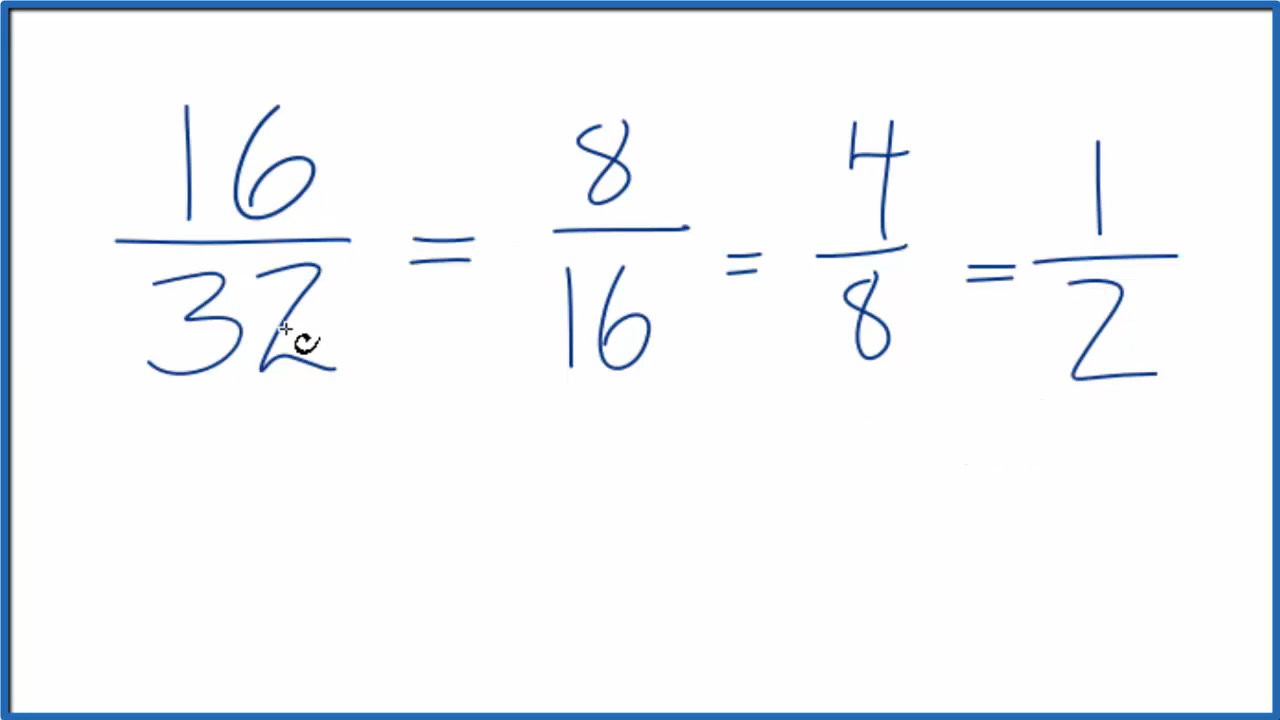 16/32 = 8/16 = 4/8 = 1/2